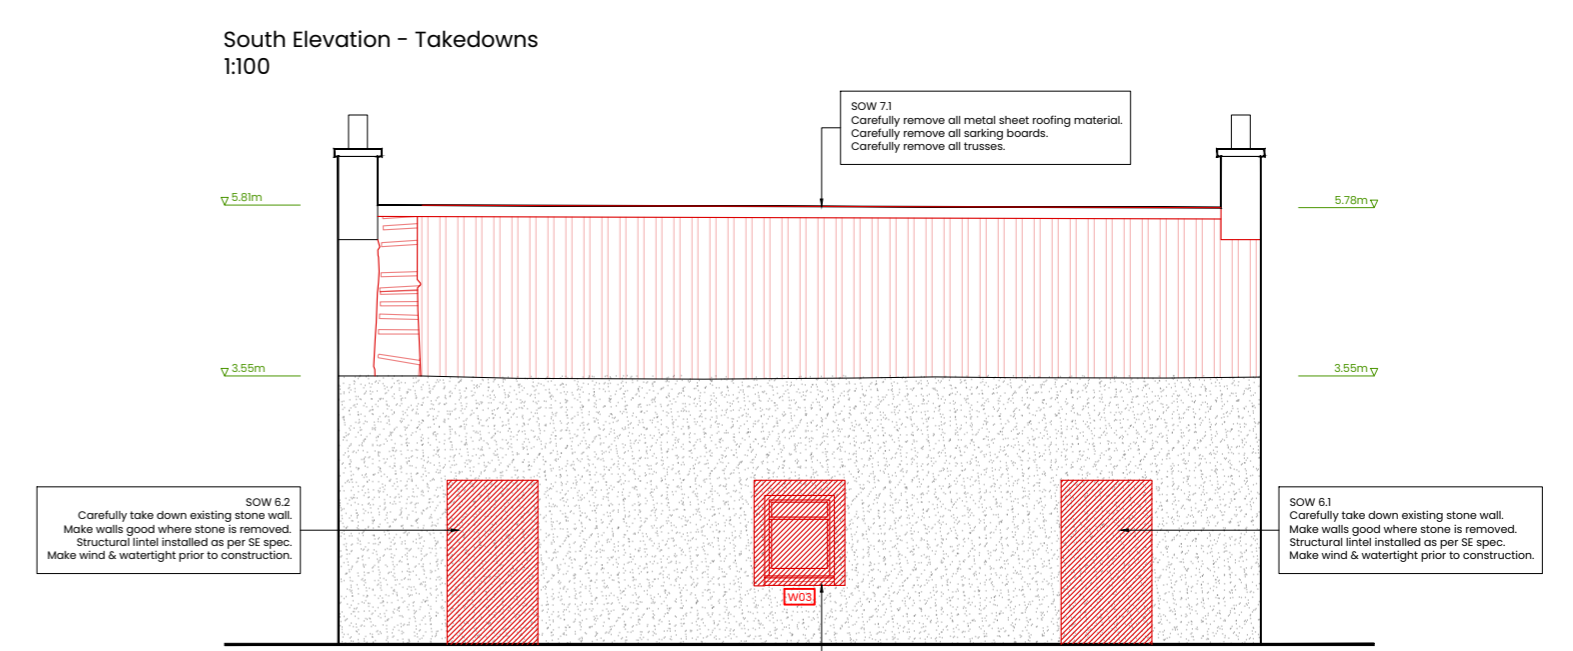 South Elevation - Takedowns
1:100
SOW 7.1
Carefully remove all metal sheet roofing material.
Carefully remove all sarking boards.
Carefully remove all trusses.
5.81m
5.78m
3.55m
3.55m
SOW 6.2
Carefully take down existing stone wall.
Make walls good where stone is removed.
Structural lintel installed as per SE spec.
Make wind & watertight prior to construction.
W03
SOW 6.1
Carefully take down existing stone wall.
Make walls good where stone is removed.
Structural lintel installed as per SE spec.
Make wind & watertight prior to construction.